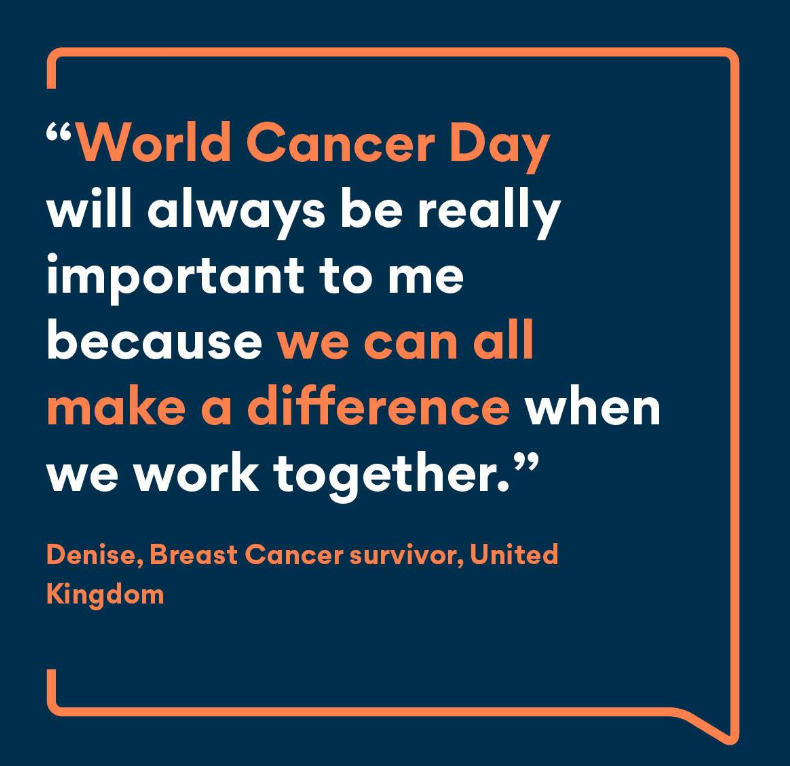 “World Cancer Day
will always be really
important to me
because we can all
make a difference when
we work together.”
Denise, Breast Cancer survivor, United
Kingdom